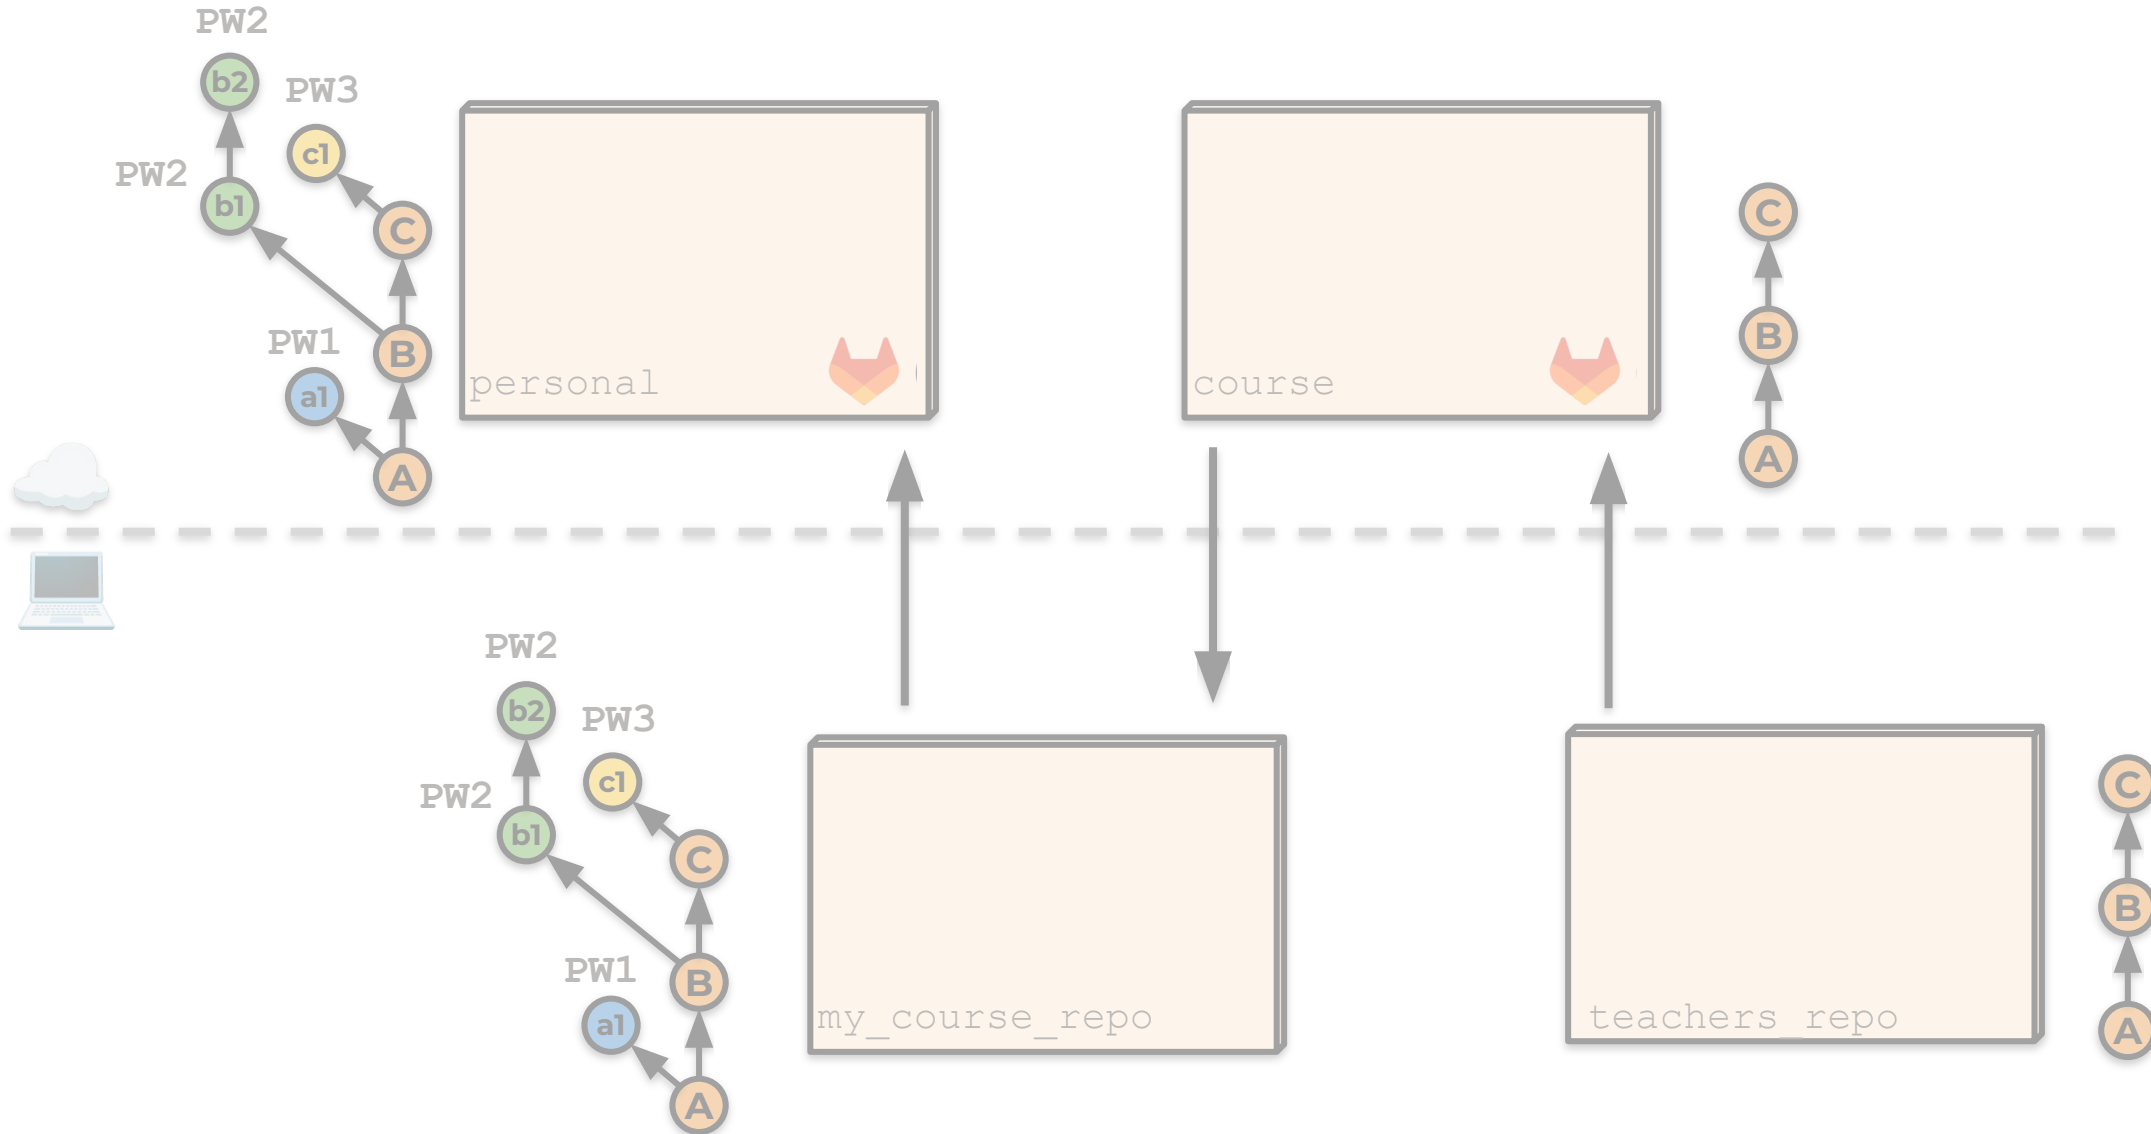 PW2
b2
PW3
c1
PW2
b1
C
PW1
B
a1
A
personal
course
C
B
A
PW2
b2
PW3
c1
PW2
b1
C
PW1
B
a1
A
my_course_repo
teachers_repo
C
B
A